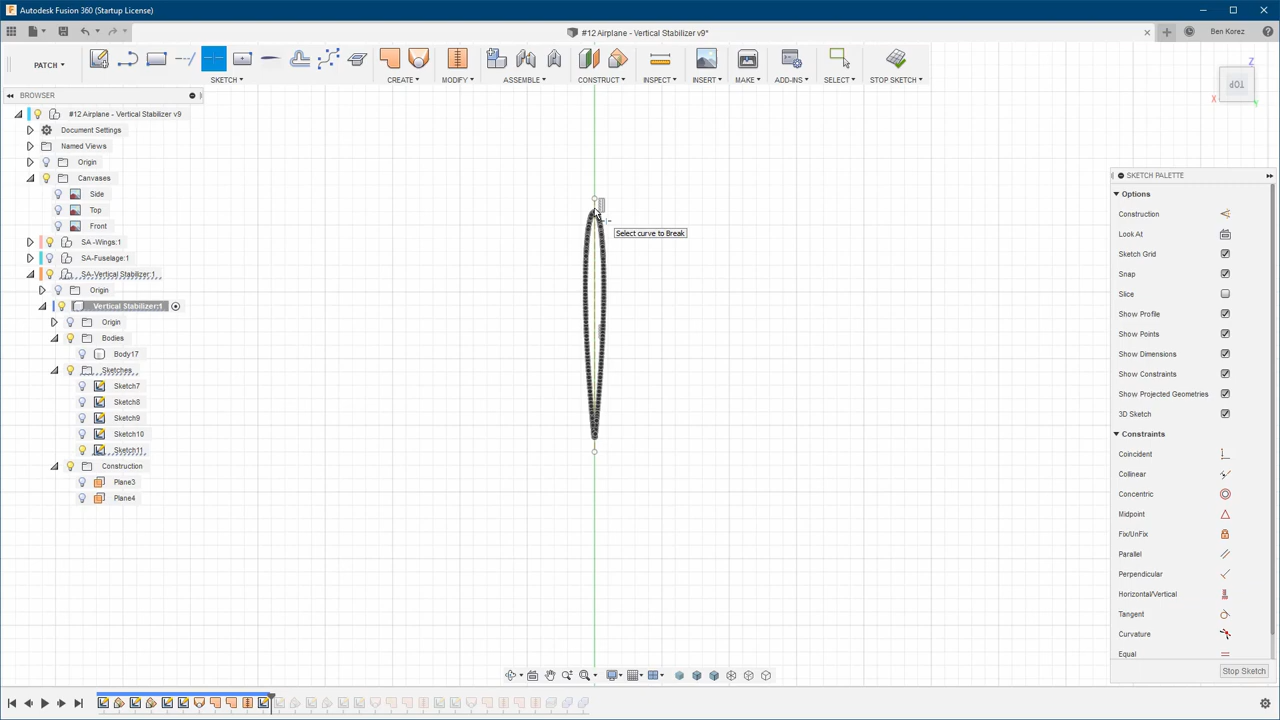 Autodesk Fusion 360 (Startup License)
#12 Airplane - Vertical Stabilizer v9*
Ben Korez
PATCH
SKETCH
CREATE
MODIFY
ASSEMBLE
CONSTRUCT
INSPECT
INSERT
MAKE
ADD-INS
SELECT
STOP SKETCH
BROWSER
#12 Airplane - Vertical Stabilizer v9
Document Settings
Named Views
Origin
Canvases
Side
Top
Front
SA -Wings:1
SA-Fuselage:1
SA-Vertical Stabilizer:1
Origin
Vertical Stabilizer:1
Origin
Bodies
Body17
Sketches
Sketch7
Sketch8
Sketch9
Sketch10
Sketch11
Construction
Plane3
Plane4
Select curve to Break
Z
TOP
X
Y
SKETCH PALETTE
Options
Construction
Look At
Sketch Grid
Snap
Slice
Show Profile
Show Points
Show Dimensions
Show Constraints
Show Projected Geometries
3D Sketch
Constraints
Coincident
Collinear
Concentric
Midpoint
Fix/UnFix
Parallel
Perpendicular
Horizontal/Vertical
Tangent
Curvature
Equal
Stop Sketch